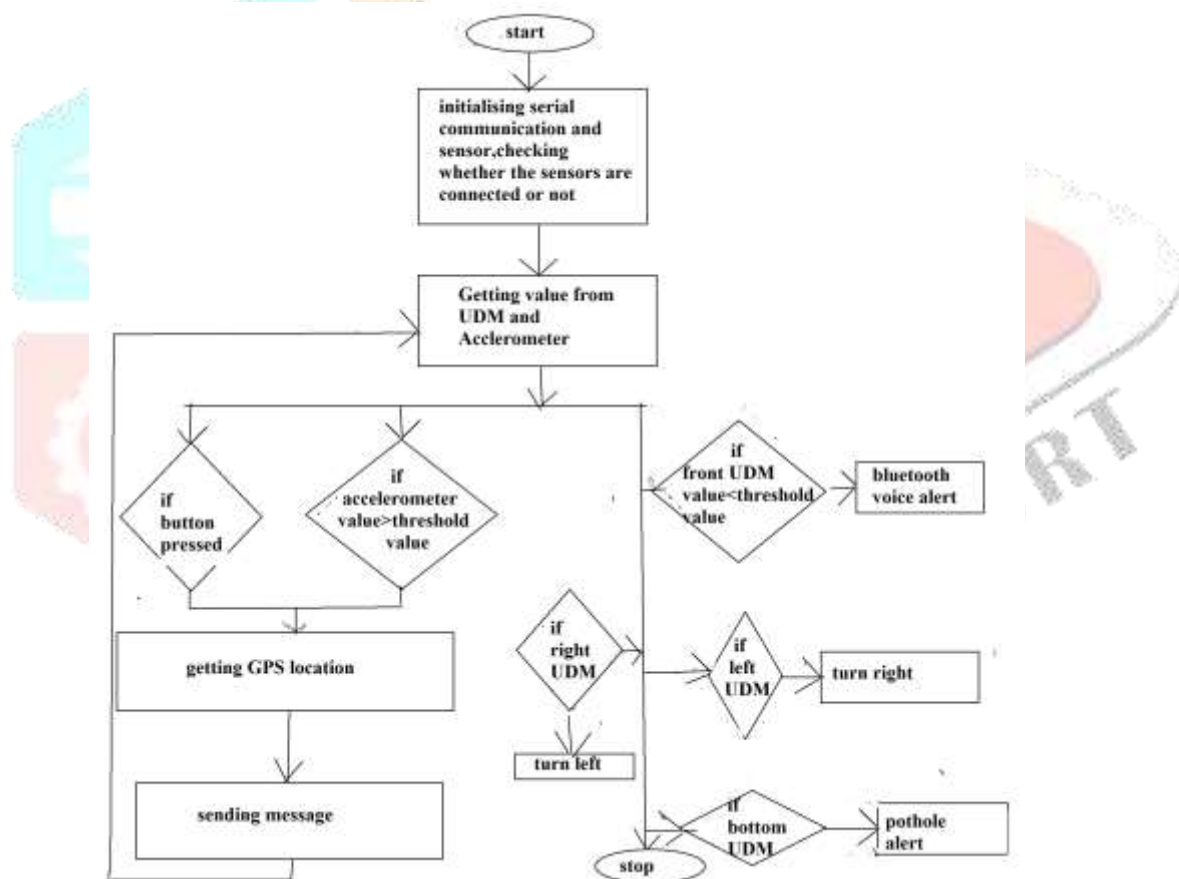 start
initialising serial
communication and
sensor,checking
whether the sensors are
connected or not
Getting value from
UDM and
Acclerometer
if
button
pressed
if
accelerometer
value>threshold
value
if
front UDM
value<threshold
value
bluetooth
voice alert
getting GPS location
if
right
UDM
if
left
UDM
turn right
turn left
sending message
if
bottom
UDM
pothole
alert
stop
RT